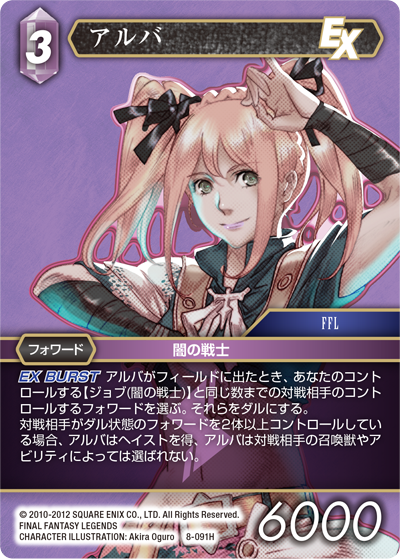 3
アルバ
EX
FFL
フォワード
闇の戦士
EX BURST アルバがフィールドに出たとき、あなたのコント
ロールする【ジョブ(闇の戦士)】と同じ数までの対戦相手のコント
ロールするフォワードを選ぶ。それらをダルにする。
対戦相手がダル状態のフォワードを2体以上コントロールしてい
る場合、アルバはヘイストを得、アルバは対戦相手の召喚獣やア
ビリティによっては選ばれない。
© 2010-2012 SQUARE ENIX CO., LTD. All Rights Reserved.
FINAL FANTASY LEGENDS
CHARACTER ILLUSTRATION: Akira Oguro
8-091H
6000